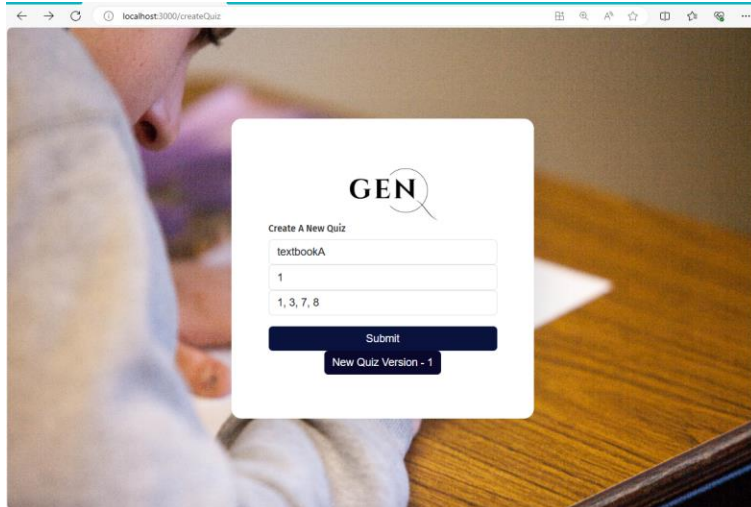 localhost:3000/createQuiz
GEN
Create A New Quiz
textbookA
1
1, 3, 7, 8
Submit
New Quiz Version - 1